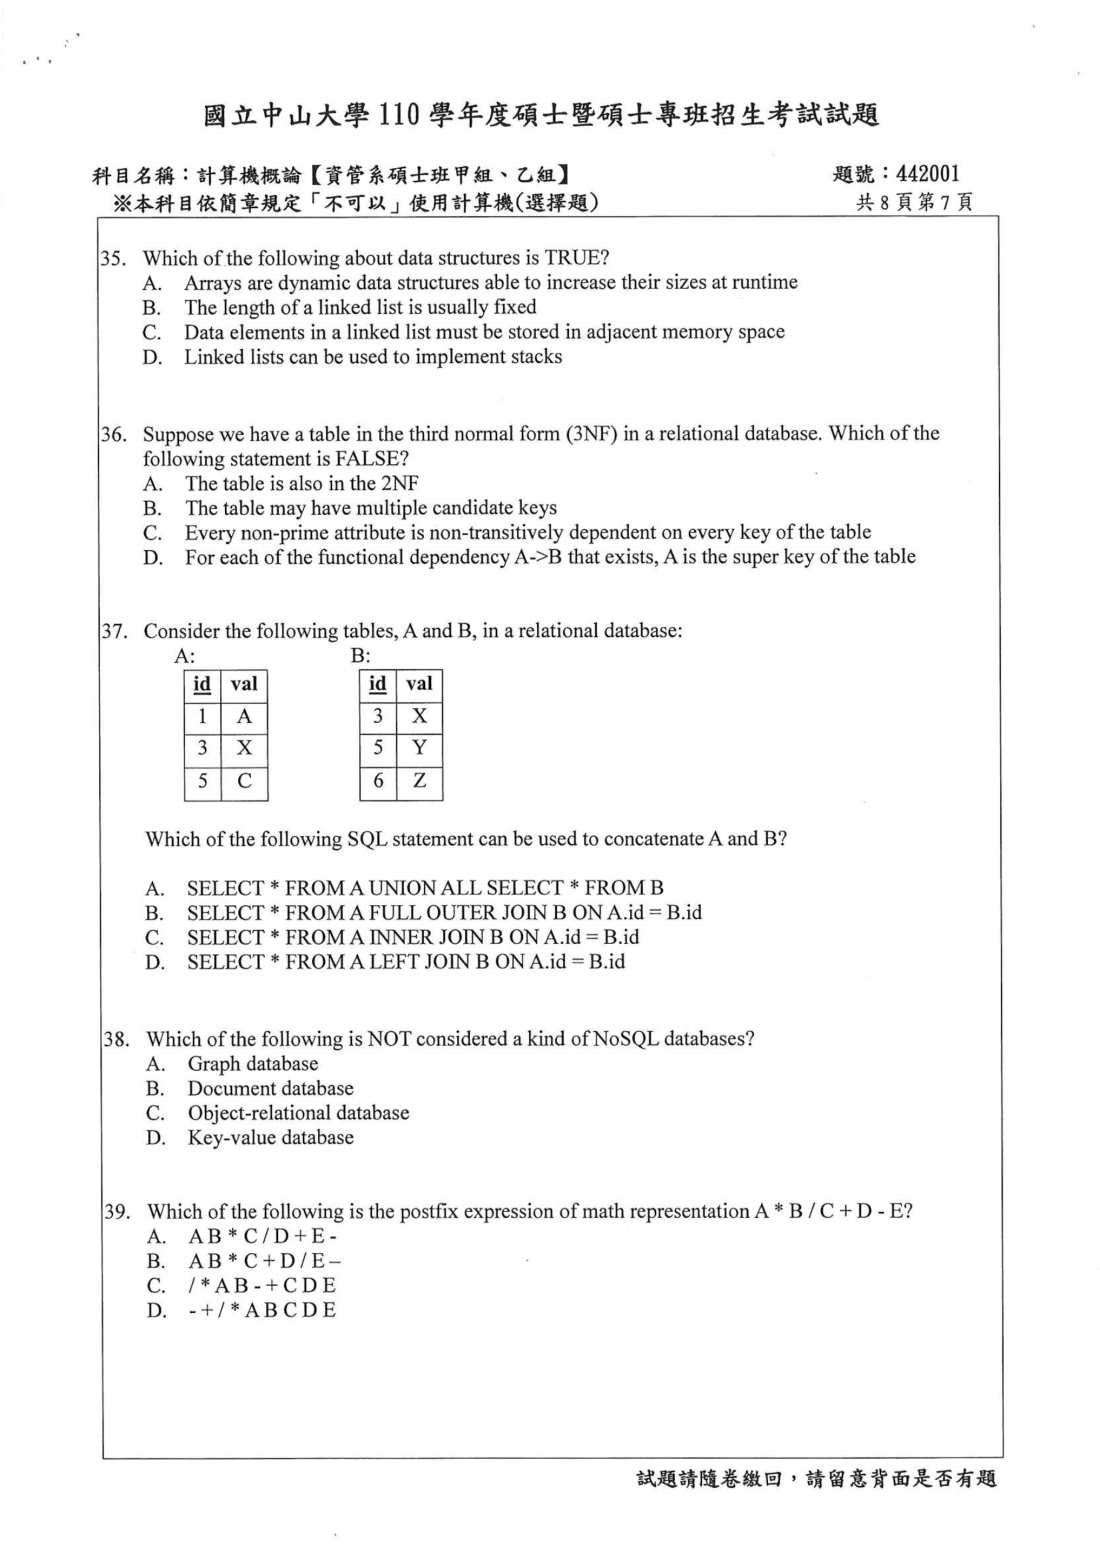 國立中山大學 110 學年度碩士暨碩士專班招生考試試題
科目名稱：計算機概論【資管系碩士班甲組、乙組】 題號：442001
※本科目依簡章規定「不可以」使用計算機(選擇題) 共 8 頁第 7 頁
35. Which of the following about data structures is TRUE?
A. Arrays are dynamic data structures able to increase their sizes at runtime
B. The length of a linked list is usually fixed
C. Data elements in a linked list must be stored in adjacent memory space
D. Linked lists can be used to implement stacks
36. Suppose we have a table in the third normal form (3NF) in a relational database. Which of the
following statement is FALSE?
A. The table is also in the 2NF
B. The table may have multiple candidate keys
C. Every non-prime attribute is non-transitively dependent on every key of the table
D. For each of the functional dependency A->B that exists, A is the super key of the table
37. Consider the following tables, A and B, in a relational database:
A: B:
id val id val
1 A 3 X
3 X 5 Y
5 C 6 Z
Which of the following SQL statement can be used to concatenate A and B?
A. SELECT * FROM A UNION ALL SELECT * FROM B
B. SELECT * FROM A FULL OUTER JOIN B ON A.id = B.id
C. SELECT * FROM A INNER JOIN B ON A.id = B.id
D. SELECT * FROM A LEFT JOIN B ON A.id = B.id
38. Which of the following is NOT considered a kind of NoSQL databases?
A. Graph database
B. Document database
C. Object-relational database
D. Key-value database
39. Which of the following is the postfix expression of math representation A * B / C + D - E?
A. A B * C / D + E -
B. A B * C + D / E –
C. / * A B - + C D E
D. - + / * A B C D E
試題請隨卷繳回，請留意背面是否有題